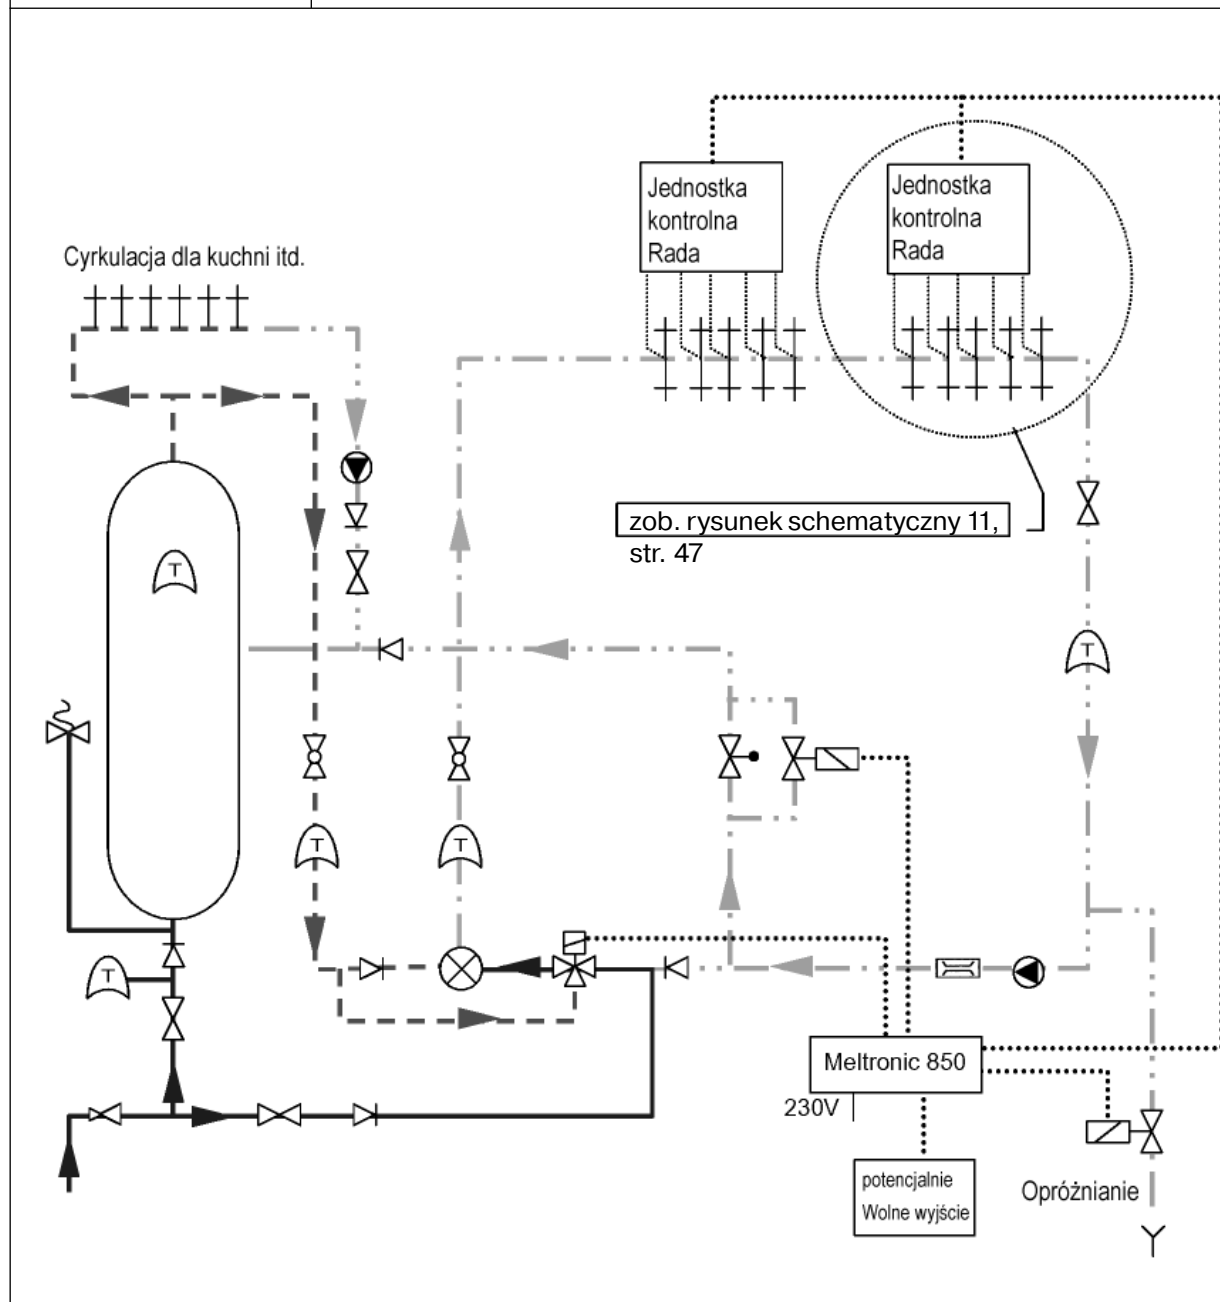 Jednostka
kontrolna
Rada
Jednostka
kontrolna
Rada
Cyrkulacja dla kuchni itd.
zob. rysunek schematyczny 11,
str. 47
T
T
T
T
T
Meltronic 850
230V
potencjalnie
Wolne wyjście
Opróżnianie